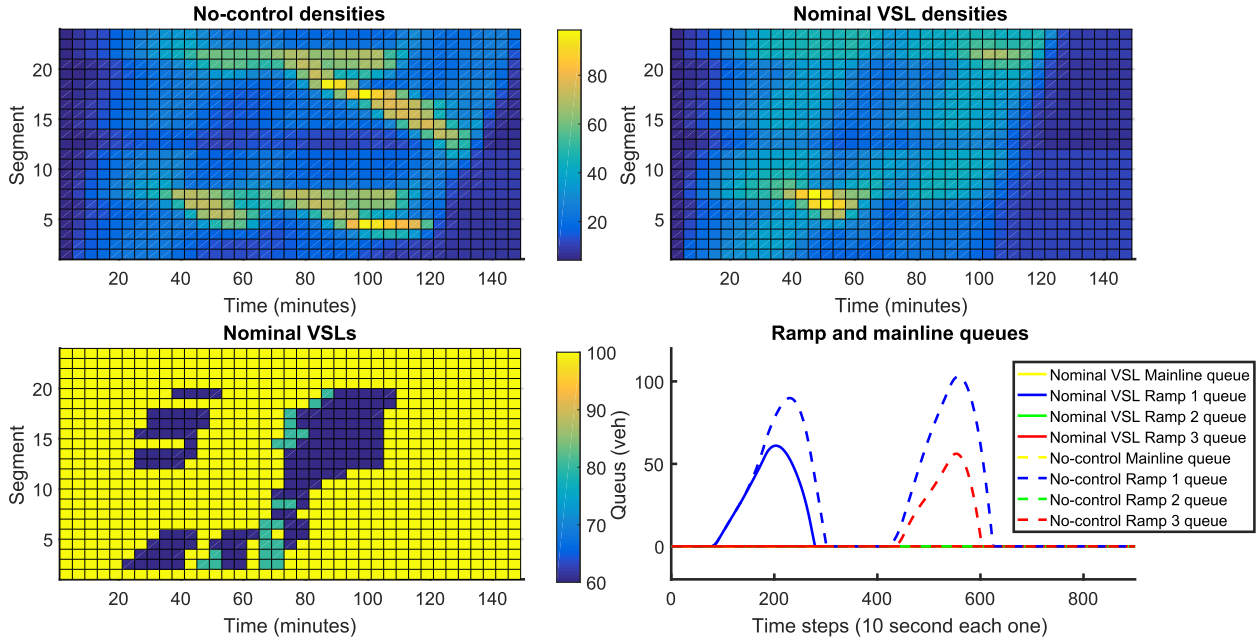 No-control densities
Segment
20
15
10
5
20 40 60 80 100 120 140
Time (minutes)
80
60
40
20
Nominal VSL densities
Segment
20
15
10
5
20 40 60 80 100 120 140
Time (minutes)
Nominal VSLs
Segment
20
15
10
5
20 40 60 80 100 120 140
Time (minutes)
100
90
80
70
60
Ramp and mainline queues
Queus (veh)
100
50
0
0 200 400 600 800
Time steps (10 second each one)
Nominal VSL Mainline queue
Nominal VSL Ramp 1 queue
Nominal VSL Ramp 2 queue
Nominal VSL Ramp 3 queue
No-control Mainline queue
No-control Ramp 1 queue
No-control Ramp 2 queue
No-control Ramp 3 queue